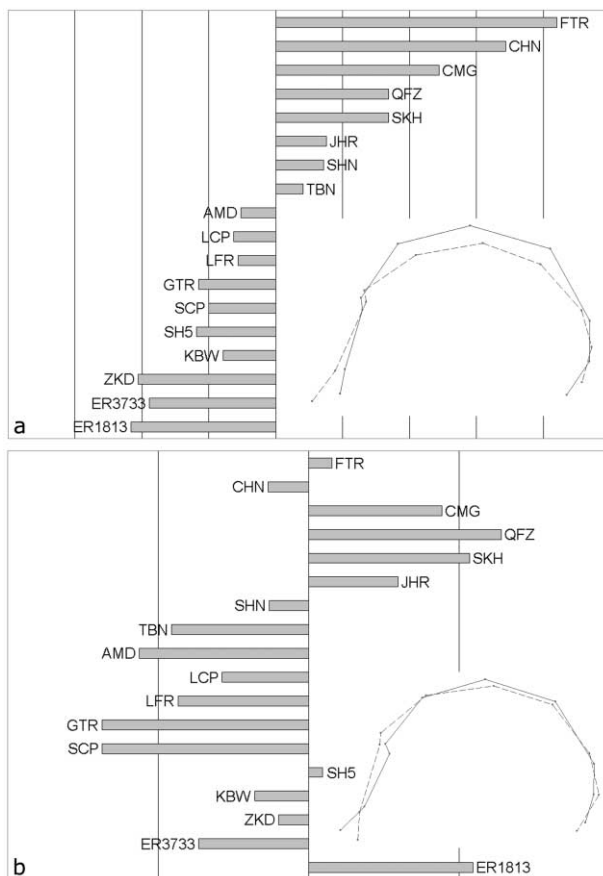 FTR
CHN
CMG
QFZ
SKH
JHR
SHN
TBN
AMD
LCP
LFR
GTR
SCP
SH5
KBW
ZKD
ER3733
a ER1813
FTR
CHN
CMG
QFZ
SKH
JHR
SHN
TBN
AMD
LCP
LFR
GTR
SCP
SH5
KBW
ZKD
ER3733
b ER1813